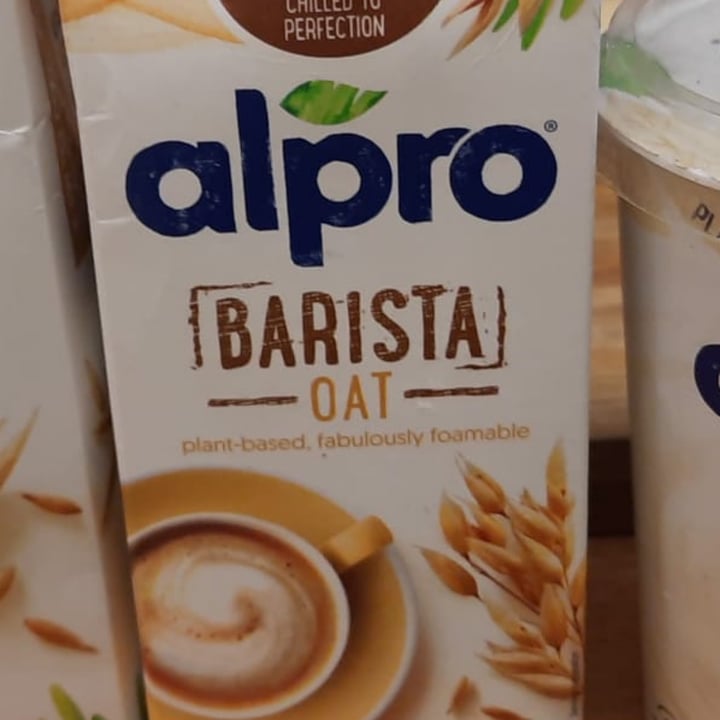 CHILLED TO
PERFECTION
alpro®
BARISTA
OAT
plant-based, fabulously foamable